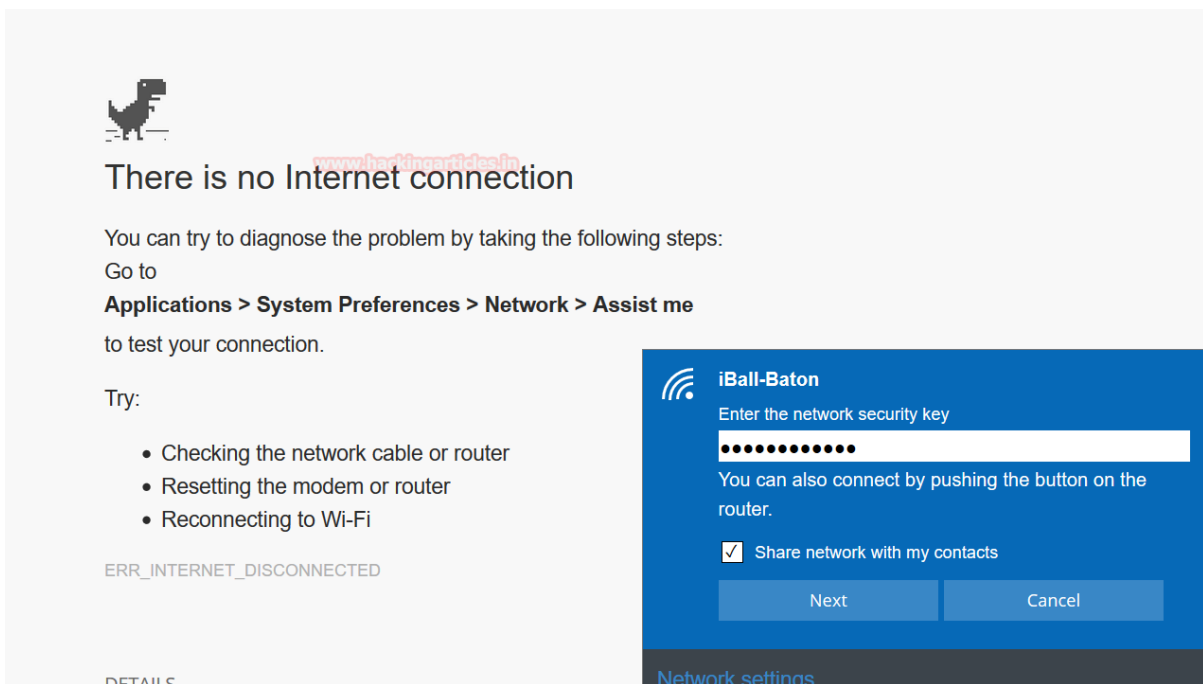 www.hackingarticles.in
There is no Internet connection
You can try to diagnose the problem by taking the following steps:
Go to
Applications > System Preferences > Network > Assist me
to test your connection.
Try:
• Checking the network cable or router
• Resetting the modem or router
• Reconnecting to Wi-Fi
ERR_INTERNET_DISCONNECTED
DETAILS
iBall-Baton
Enter the network security key
●●●●●●●●●●●●
You can also connect by pushing the button on the
router.
Share network with my contacts
Next Cancel
Network settings